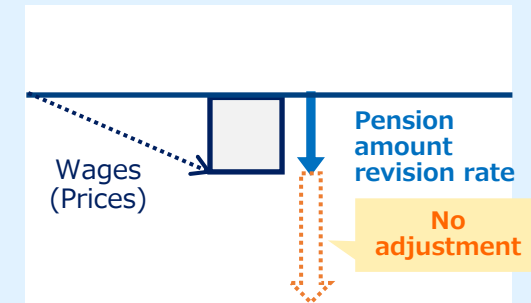 Wages
(Prices)
Pension
amount
revision rate
No
adjustment